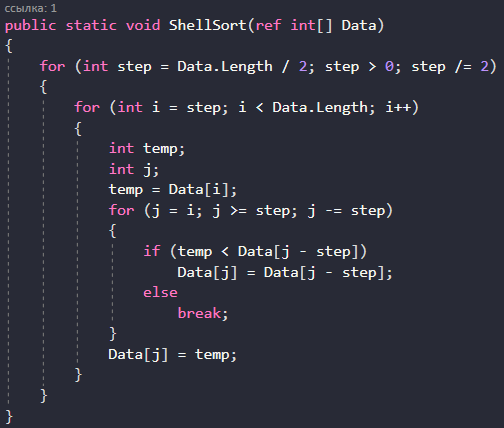 ссылка: 1
public static void ShellSort(ref int[] Data)
{
    for (int step = Data.Length / 2; step > 0; step /= 2)
    {
        for (int i = step; i < Data.Length; i++)
        {
            int temp;
            int j;
            temp = Data[i];
            for (j = i; j >= step; j -= step)
            {
                if (temp < Data[j - step])
                    Data[j] = Data[j - step];
                else
                    break;
            }
            Data[j] = temp;
        }
    }
}